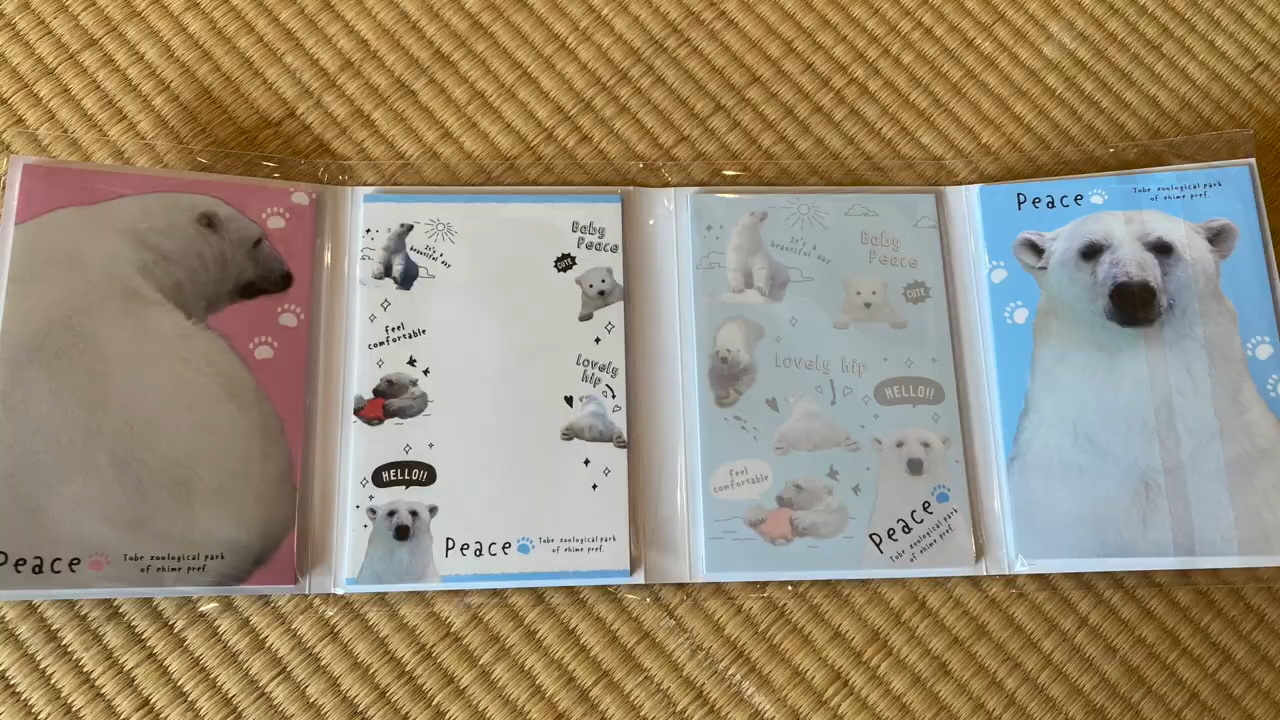 Peace
Tobe zoological park
of ehime pref.
It's a
beautiful day
Baby
Peace
CUTE
feel
comfortable
Lovely
hip
HELLO!!
Peace
Tobe zoological park
of ehime pref.
It's a
beautiful day
Baby
Peace
CUTE
Lovely hip
HELLO!!
feel
comfortable
Peace
Tobe zoological park
of ehime pref.
Peace
Tobe zoological park
of ehime pref.